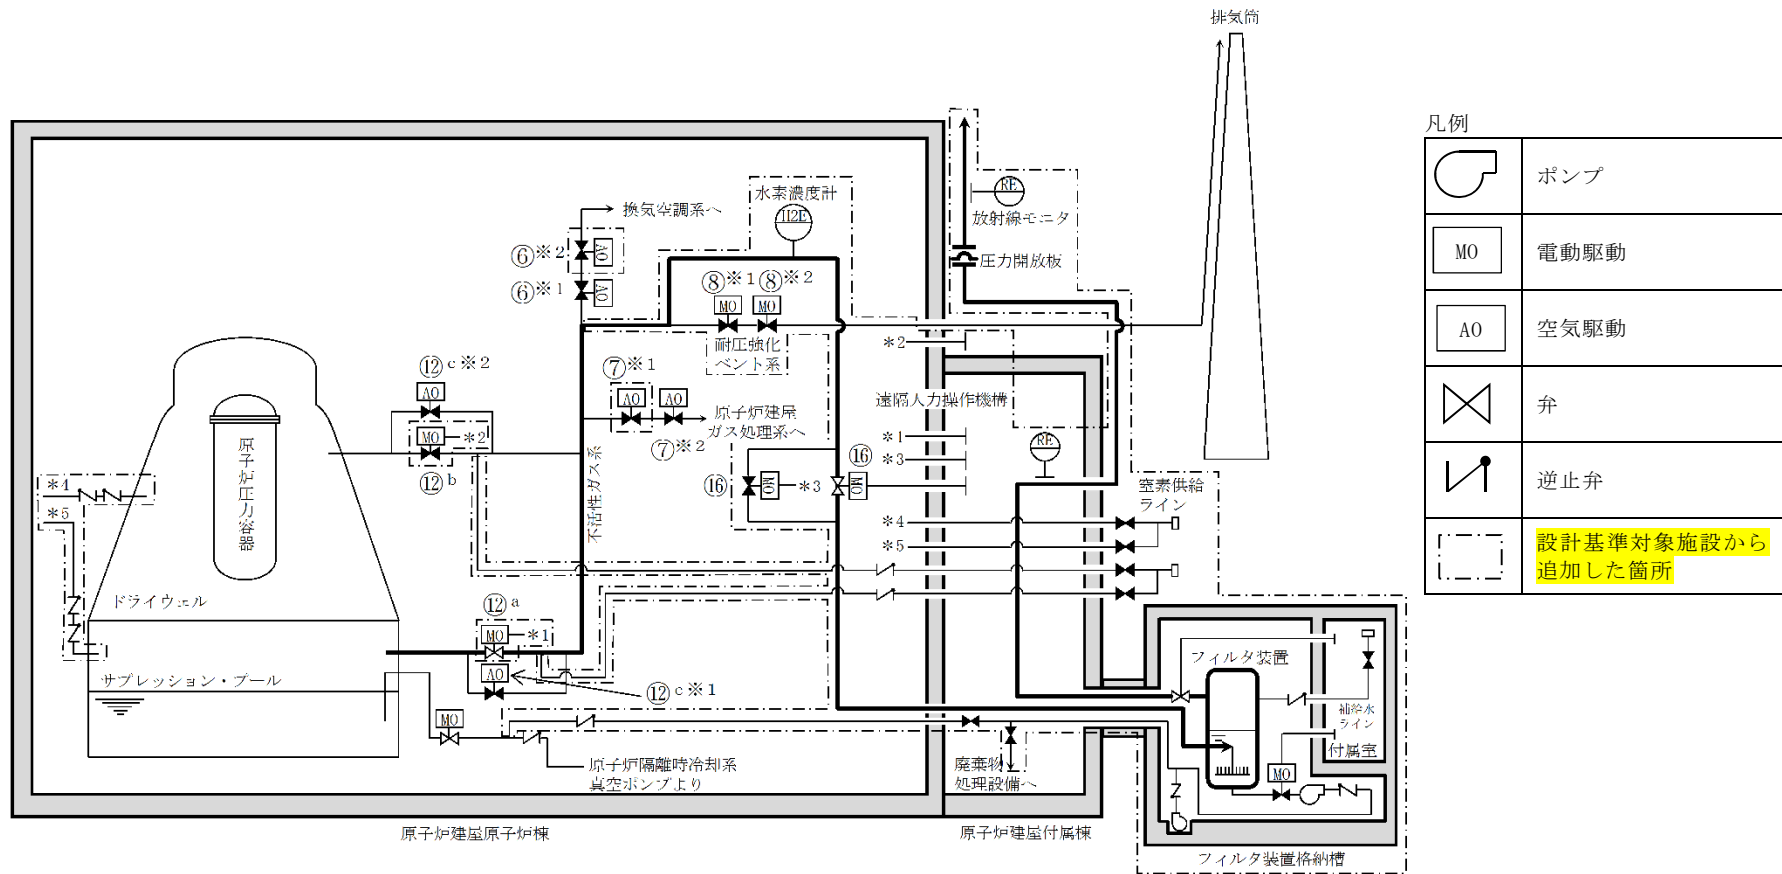 排気筒
凡例
ポンプ
MO
電動駆動
AO
空気駆動
弁
逆止弁
設計基準対象施設から
追加した箇所
水素濃度計
H2E
換気空調系へ
⑥※2
AO
⑥※1
AO
⑧※1
⑧※2
MO
MO
耐圧強化
ベント系
RE
放射線モニタ
圧力開放板
*2
⑫c※2
AO
MO
*2
⑫b
⑦※1
AO
AO
原子炉建屋
ガス処理系へ
⑦※2
遠隔人力操作機構
*1
*3
RE
⑯
MO
*3
⑯
MO
不活性ガス系
原子炉圧力容器
*4
*5
*4
*5
窒素供給
ライン
ドライウェル
⑫a
MO
*1
AO
⑫c※1
サプレッション・プール
MO
原子炉隔離時冷却系
真空ポンプより
廃棄物
処理設備へ
フィルタ装置
補給水
ライン
付属室
MO
原子炉建屋原子炉棟
原子炉建屋付属棟
フィルタ装置格納槽